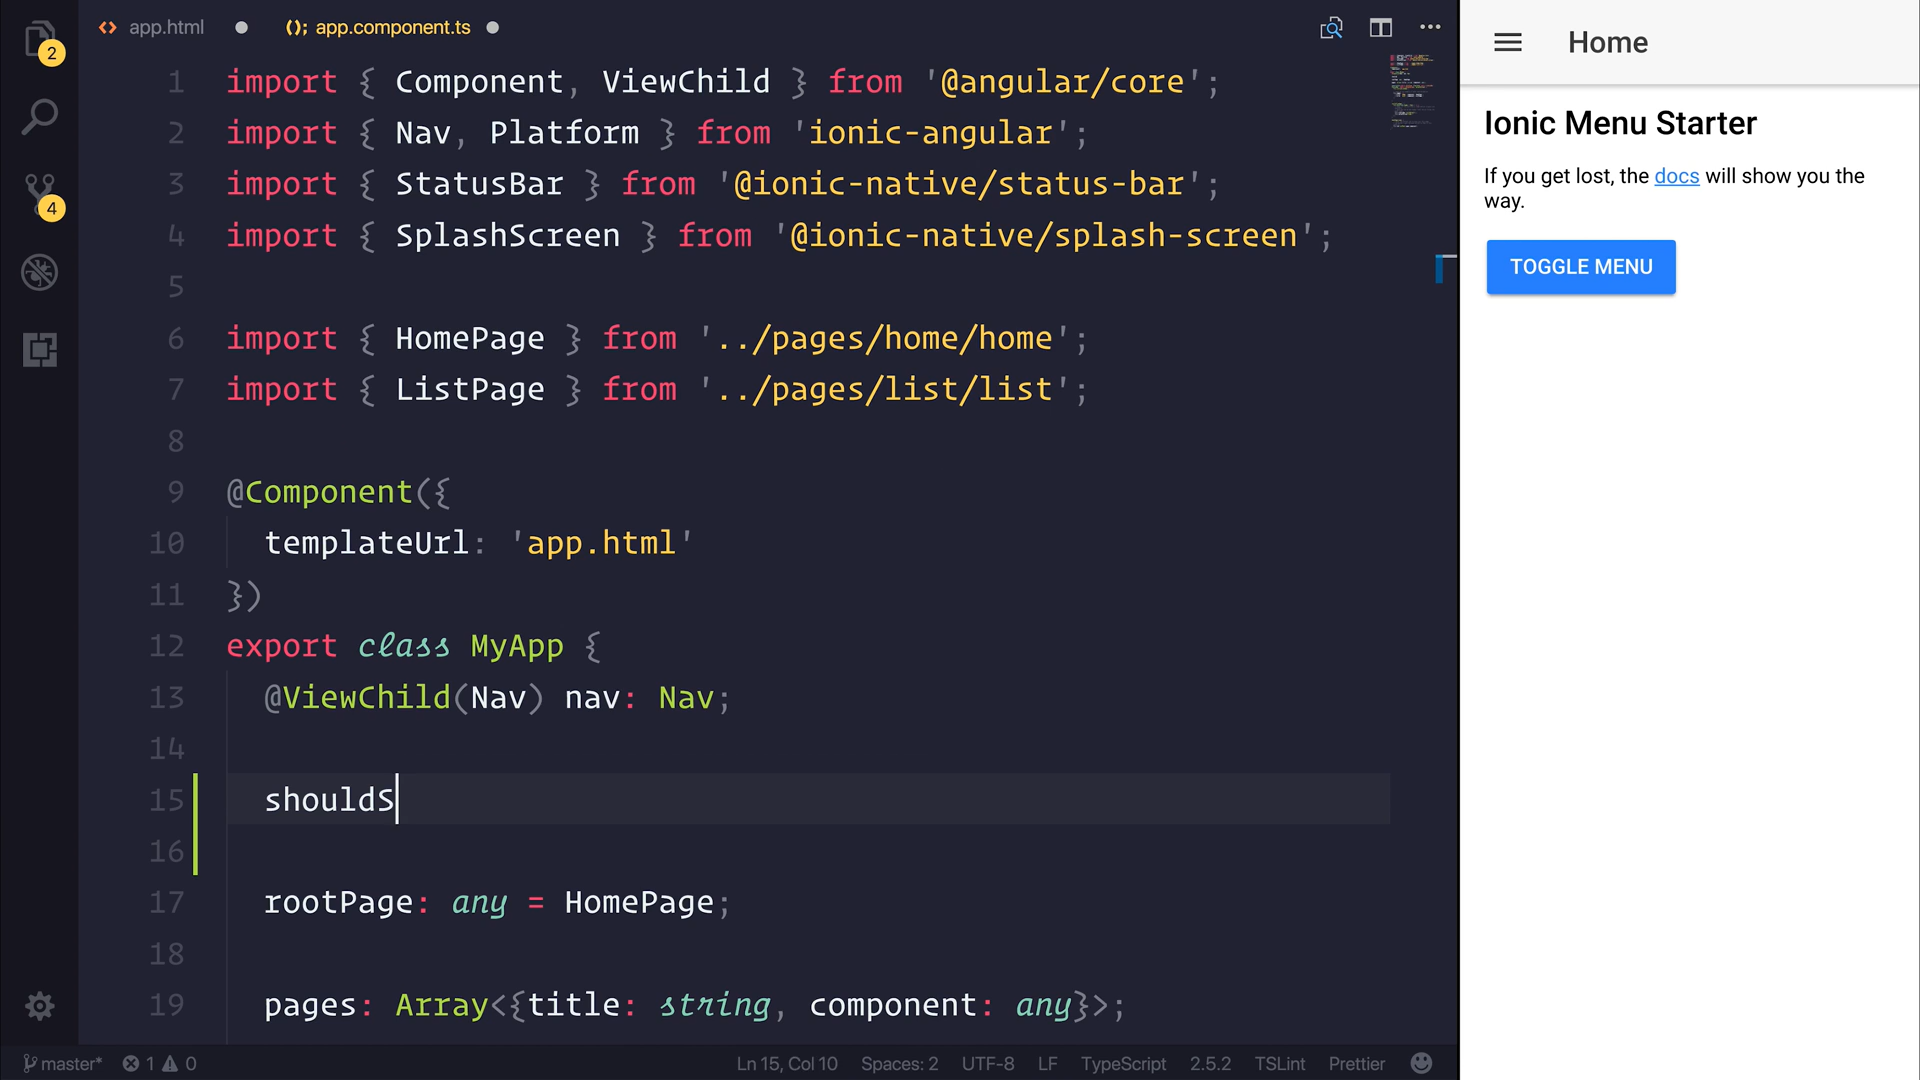 app.html
(); app.component.ts
2
4
1 import { Component, ViewChild } from '@angular/core';
2 import { Nav, Platform } from 'ionic-angular';
3 import { StatusBar } from '@ionic-native/status-bar';
4 import { SplashScreen } from '@ionic-native/splash-screen';
5
6 import { HomePage } from '../pages/home/home';
7 import { ListPage } from '../pages/list/list';
8
9 @Component({
10 templateUrl: 'app.html'
11 })
12 export class MyApp {
13 @ViewChild(Nav) nav: Nav;
14
15 shouldS
16
17 rootPage: any = HomePage;
18
19 pages: Array<{title: string, component: any}>;
master* 1 0 Ln 15, Col 10 Spaces: 2 UTF-8 LF TypeScript 2.5.2 TSLint Prettier
Home
Ionic Menu Starter
If you get lost, the docs will show you the
way.
TOGGLE MENU